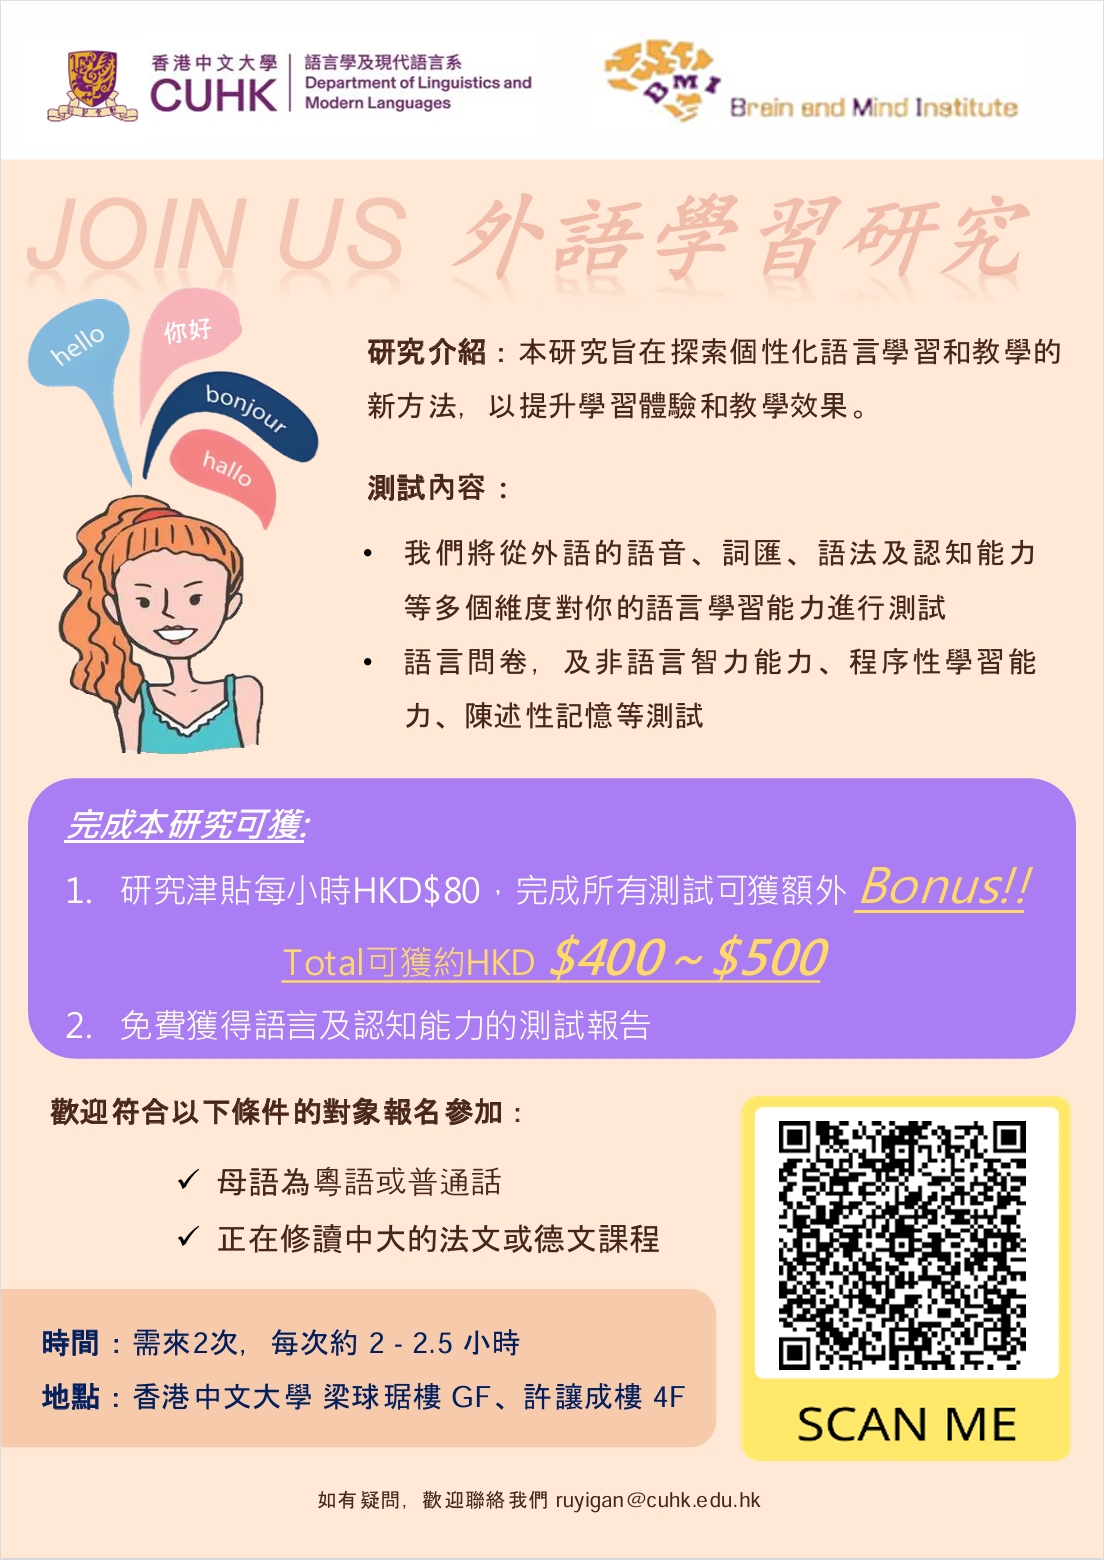 香港中文大學
CUHK
語言學及現代語言系
Department of Linguistics and
Modern Languages
BMI
Brain and Mind Institute
JOIN US 外語學習研究
hello
你好
bonjour
hallo
研究介紹：本研究旨在探索個性化語言學習和教學的
新方法，以提升學習體驗和教學效果。
測試內容：
• 我們將從外語的語音、詞匯、語法及認知能力
等多個維度對你的語言學習能力進行測試
• 語言問卷，及非語言智力能力、程序性學習能
力、陳述性記憶等測試
完成本研究可獲:
1. 研究津貼每小時HKD$80，完成所有測試可獲額外 Bonus!!
Total可獲約HKD $400 ~ $500
2. 免費獲得語言及認知能力的測試報告
歡迎符合以下條件的對象報名參加：
✓ 母語為粵語或普通話
✓ 正在修讀中大的法文或德文課程
時間：需來2次，每次約 2 - 2.5 小時
地點：香港中文大學 梁球琚樓 GF、許讓成樓 4F
SCAN ME
如有疑問，歡迎聯絡我們 ruyigan@cuhk.edu.hk